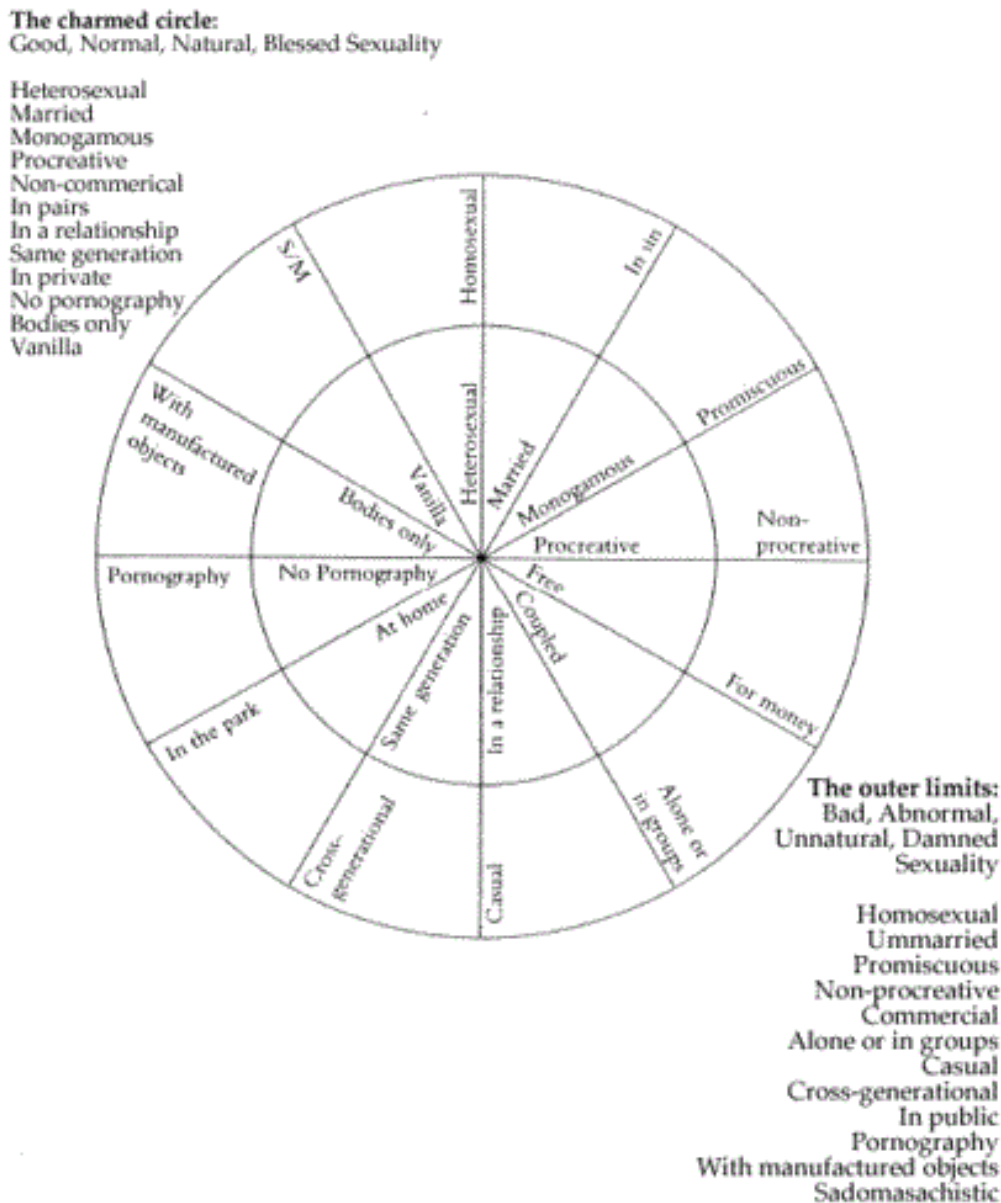 The charmed circle:
Good, Normal, Natural, Blessed Sexuality
Heterosexual
Married
Monogamous
Procreative
Non-commerical
In pairs
In a relationship
Same generation
In private
No pornography
Bodies only
Vanilla
S/M
Homosexual
In sin
With
manufactured
objects
Promiscuous
Vanilla
Heterosexual
Married
Bodies only
Monogamous
Non-
procreative
Procreative
Pornography
No Pornography
Free
At home
Coupled
Same generation
In a relationship
For money
In the park
Cross-
generational
Casual
Alone or
in groups
The outer limits:
Bad, Abnormal,
Unnatural, Damned
Sexuality
Homosexual
Ummarried
Promiscuous
Non-procreative
Commercial
Alone or in groups
Casual
Cross-generational
In public
Pornography
With manufactured objects
Sadomasachistic